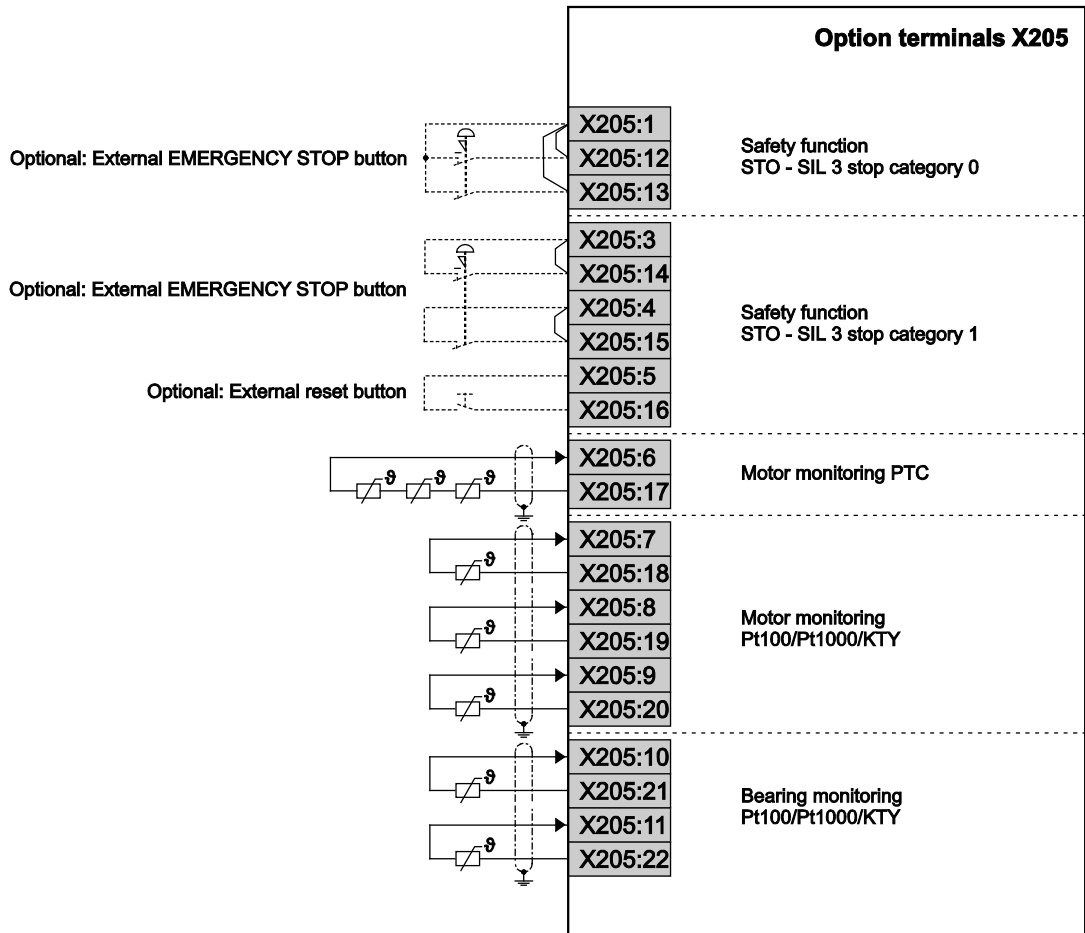 Option terminals X205
Optional: External EMERGENCY STOP button
X205:1
X205:12
X205:13
Safety function
STO - SIL 3 stop category 0
Optional: External EMERGENCY STOP button
Optional: External reset button
X205:3
X205:14
X205:4
X205:15
X205:5
X205:16
Safety function
STO - SIL 3 stop category 1
ϑ ϑ ϑ
X205:6
X205:17
Motor monitoring PTC
ϑ
ϑ
ϑ
X205:7
X205:18
X205:8
X205:19
X205:9
X205:20
Motor monitoring
Pt100/Pt1000/KTY
ϑ
ϑ
X205:10
X205:21
X205:11
X205:22
Bearing monitoring
Pt100/Pt1000/KTY